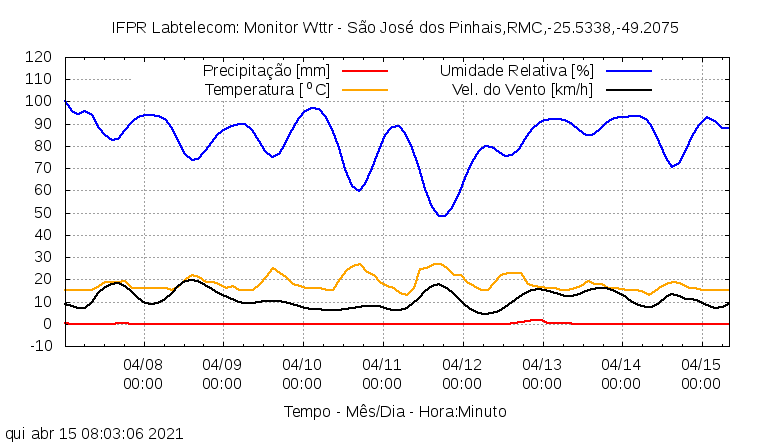 IFPR Labtelecom: Monitor Wttr - São José dos Pinhais,RMC,-25.5338,-49.2075
120
110
100
90
80
70
60
50
40
30
20
10
0
-10
Precipitação [mm]
Temperatura [ ⁰C]
Umidade Relativa [%]
Vel. do Vento [km/h]
04/08 04/09 04/10 04/11 04/12 04/13 04/14 04/15
00:00 00:00 00:00 00:00 00:00 00:00 00:00 00:00
Tempo - Mês/Dia - Hora:Minuto
qui abr 15 08:03:06 2021